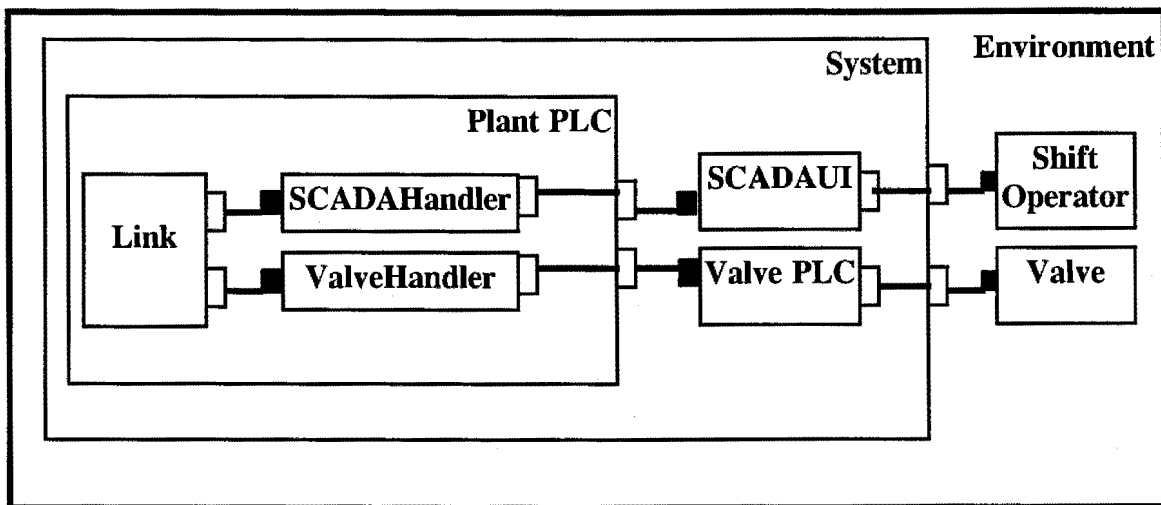 Environment
System
Plant PLC
Link
SCADAHandler
ValveHandler
SCADAUI
Valve PLC
Shift
Operator
Valve